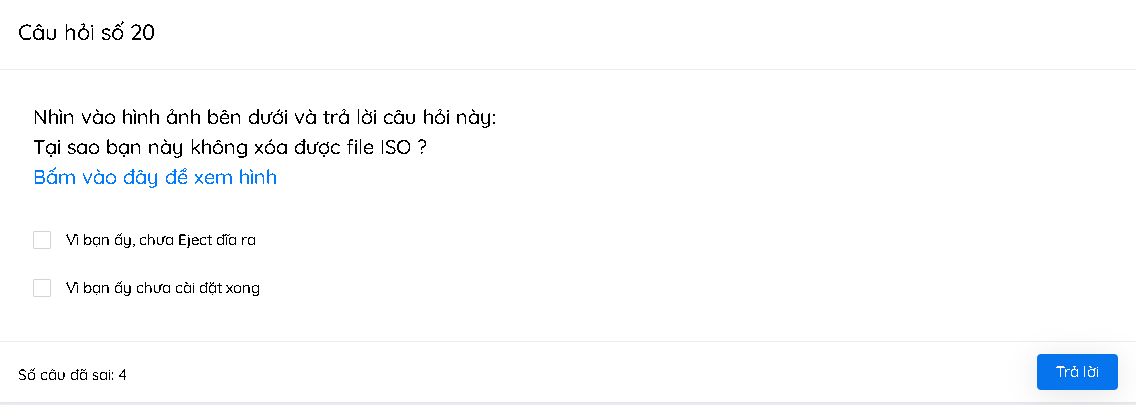 Câu hỏi số 20
Nhìn vào hình ảnh bên dưới và trả lời câu hỏi này:
Tại sao bạn này không xóa được file ISO ?
Bấm vào đây để xem hình
Vì bạn ấy, chưa Eject đĩa ra
Vì bạn ấy chưa cài đặt xong
Số câu đã sai: 4
Trả lời